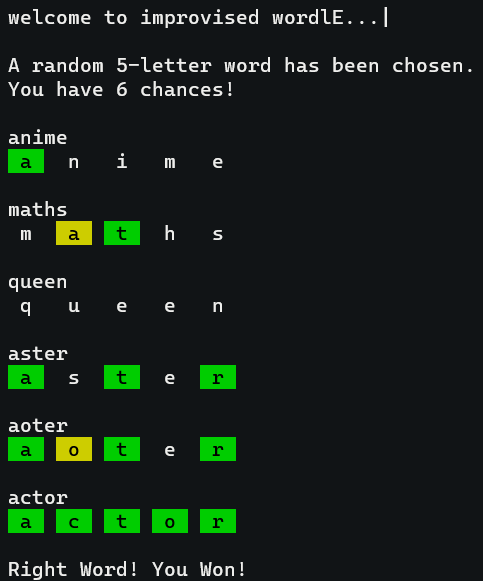 welcome to improvised wordlE...|
A random 5-letter word has been chosen.
You have 6 chances!
anime
a n i m e
maths
m a t h s
queen
q u e e n
aster
a s t e r
aoter
a o t e r
actor
a c t o r
Right Word! You Won!